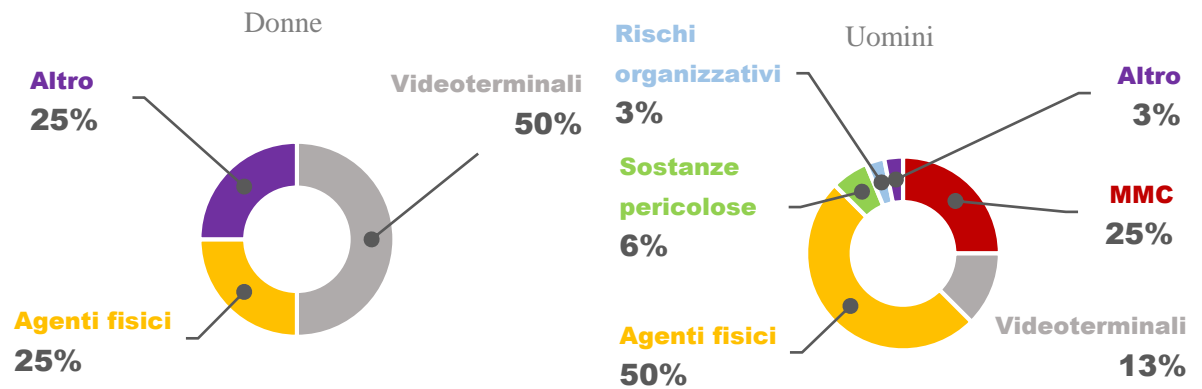 Donne
Altro
25%
Videoterminali
50%
Agenti fisici
25%
Uomini
Rischi
organizzativi
3%
Altro
3%
Sostanze
pericolose
6%
MMC
25%
Agenti fisici
50%
Videoterminali
13%